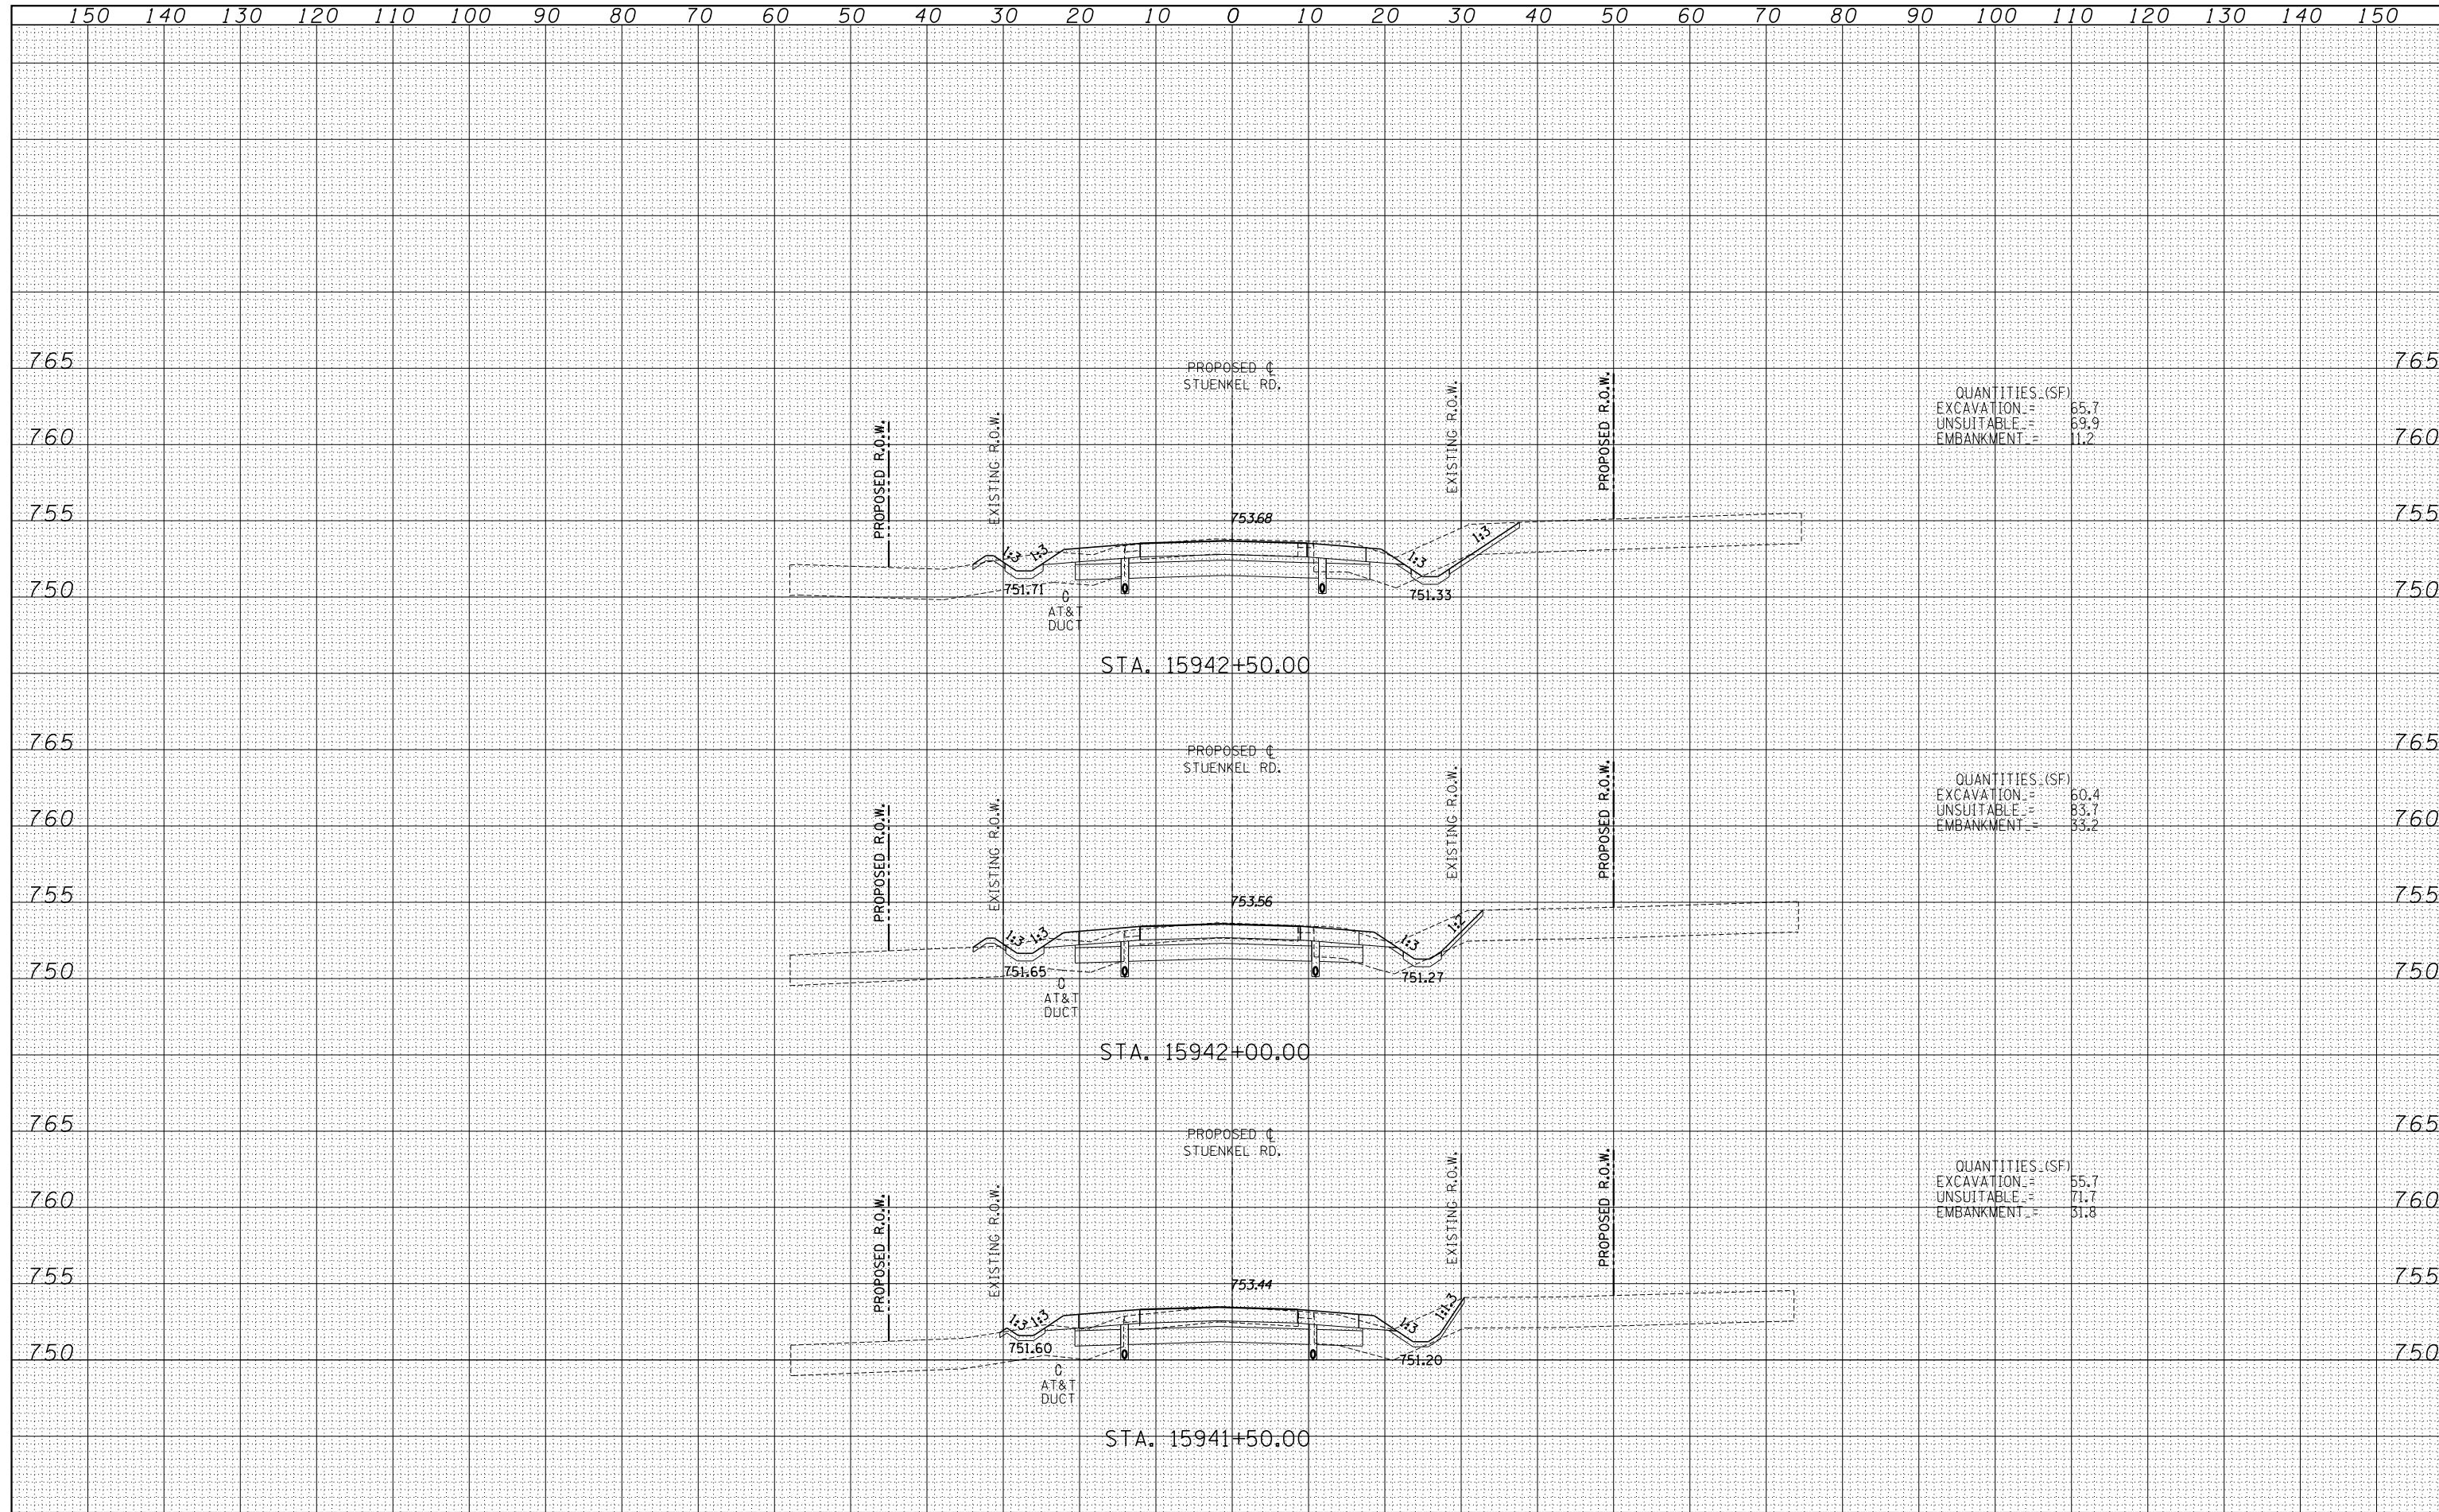 150 140 130 120 110 100 90 80 70 60 50 40 30 20 10 0 10 20 30 40 50 60 70 80 90 100 110 120 130 140 150
765 765
PROPOSED ℄
STUENKEL RD.
PROPOSED R.O.W.
EXISTING R.O.W.
EXISTING R.O.W.
PROPOSED R.O.W.
QUANTITIES (SF)
EXCAVATION = 65.7
UNSUITABLE = 69.9
EMBANKMENT = 11.2
760 760
755 755
753.68
1:3 1:3 1:3 1:3
751.71 751.33
750 750
AT&T
DUCT
STA. 15942+50.00
765 765
PROPOSED ℄
STUENKEL RD.
PROPOSED R.O.W.
EXISTING R.O.W.
EXISTING R.O.W.
PROPOSED R.O.W.
QUANTITIES (SF)
EXCAVATION = 60.4
UNSUITABLE = 83.7
EMBANKMENT = 33.2
760 760
755 755
753.56
1:3 1:3 1:3 1:2
751.65 751.27
750 750
AT&T
DUCT
STA. 15942+00.00
765 765
PROPOSED ℄
STUENKEL RD.
PROPOSED R.O.W.
EXISTING R.O.W.
EXISTING R.O.W.
PROPOSED R.O.W.
QUANTITIES (SF)
EXCAVATION = 55.7
UNSUITABLE = 71.7
EMBANKMENT = 31.8
760 760
755 755
753.44
1:3 1:3 1:3 1:1.3
751.60 751.20
750 750
AT&T
DUCT
STA. 15941+50.00